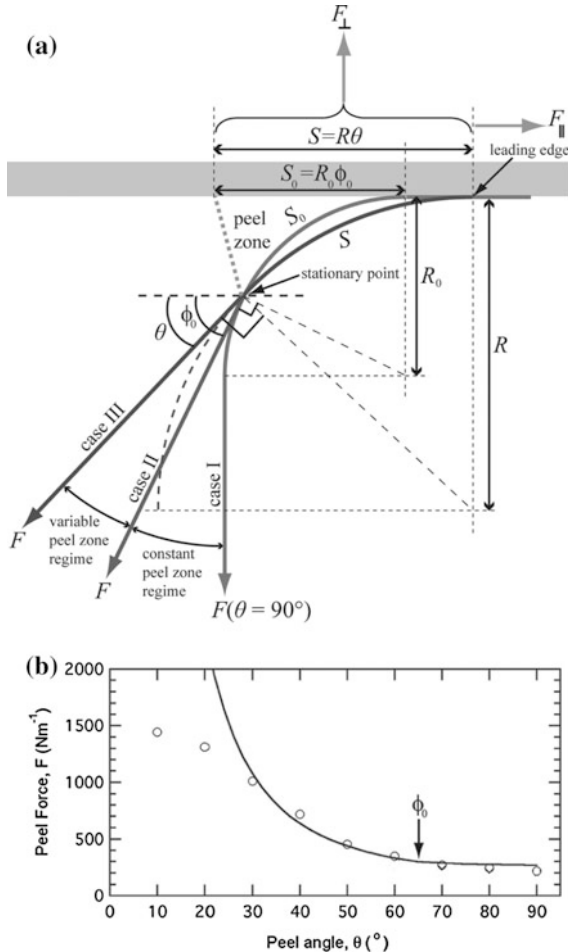 (a)
F⊥
F∥
S=Rθ
leading edge
S₀=R₀ϕ₀
peel
zone
S₀
S
stationary point
R₀
R
θ
ϕ₀
case III
case II
case I
F
variable
peel zone
regime
constant
peel zone
regime
F
F(θ = 90°)
(b)
Peel Force, F (Nm⁻¹)
2000
1500
1000
500
0
ϕ₀
0 10 20 30 40 50 60 70 80 90
Peel angle, θ (°)